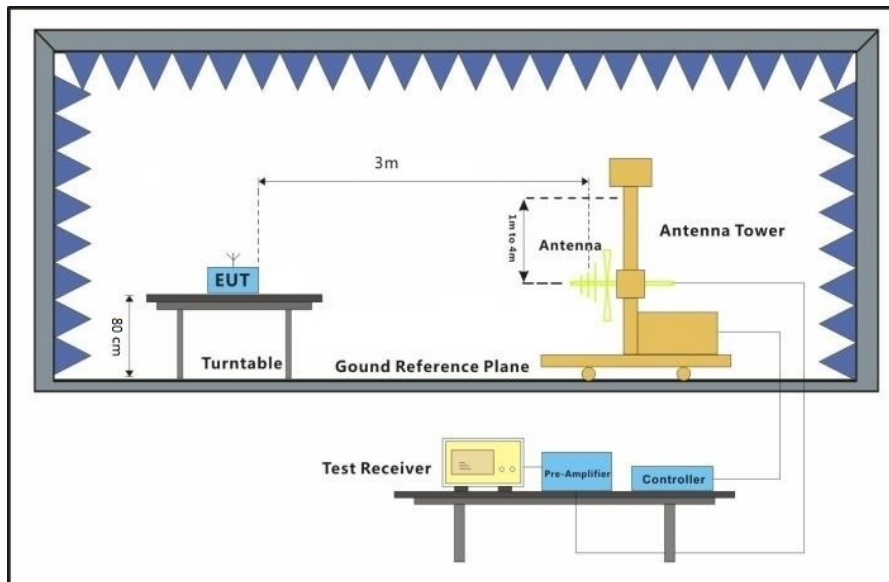 3m
1m to 4m
Antenna
Antenna Tower
EUT
80 cm
Turntable
Gound Reference Plane
Test Receiver
Pre-Amplifier
Controller